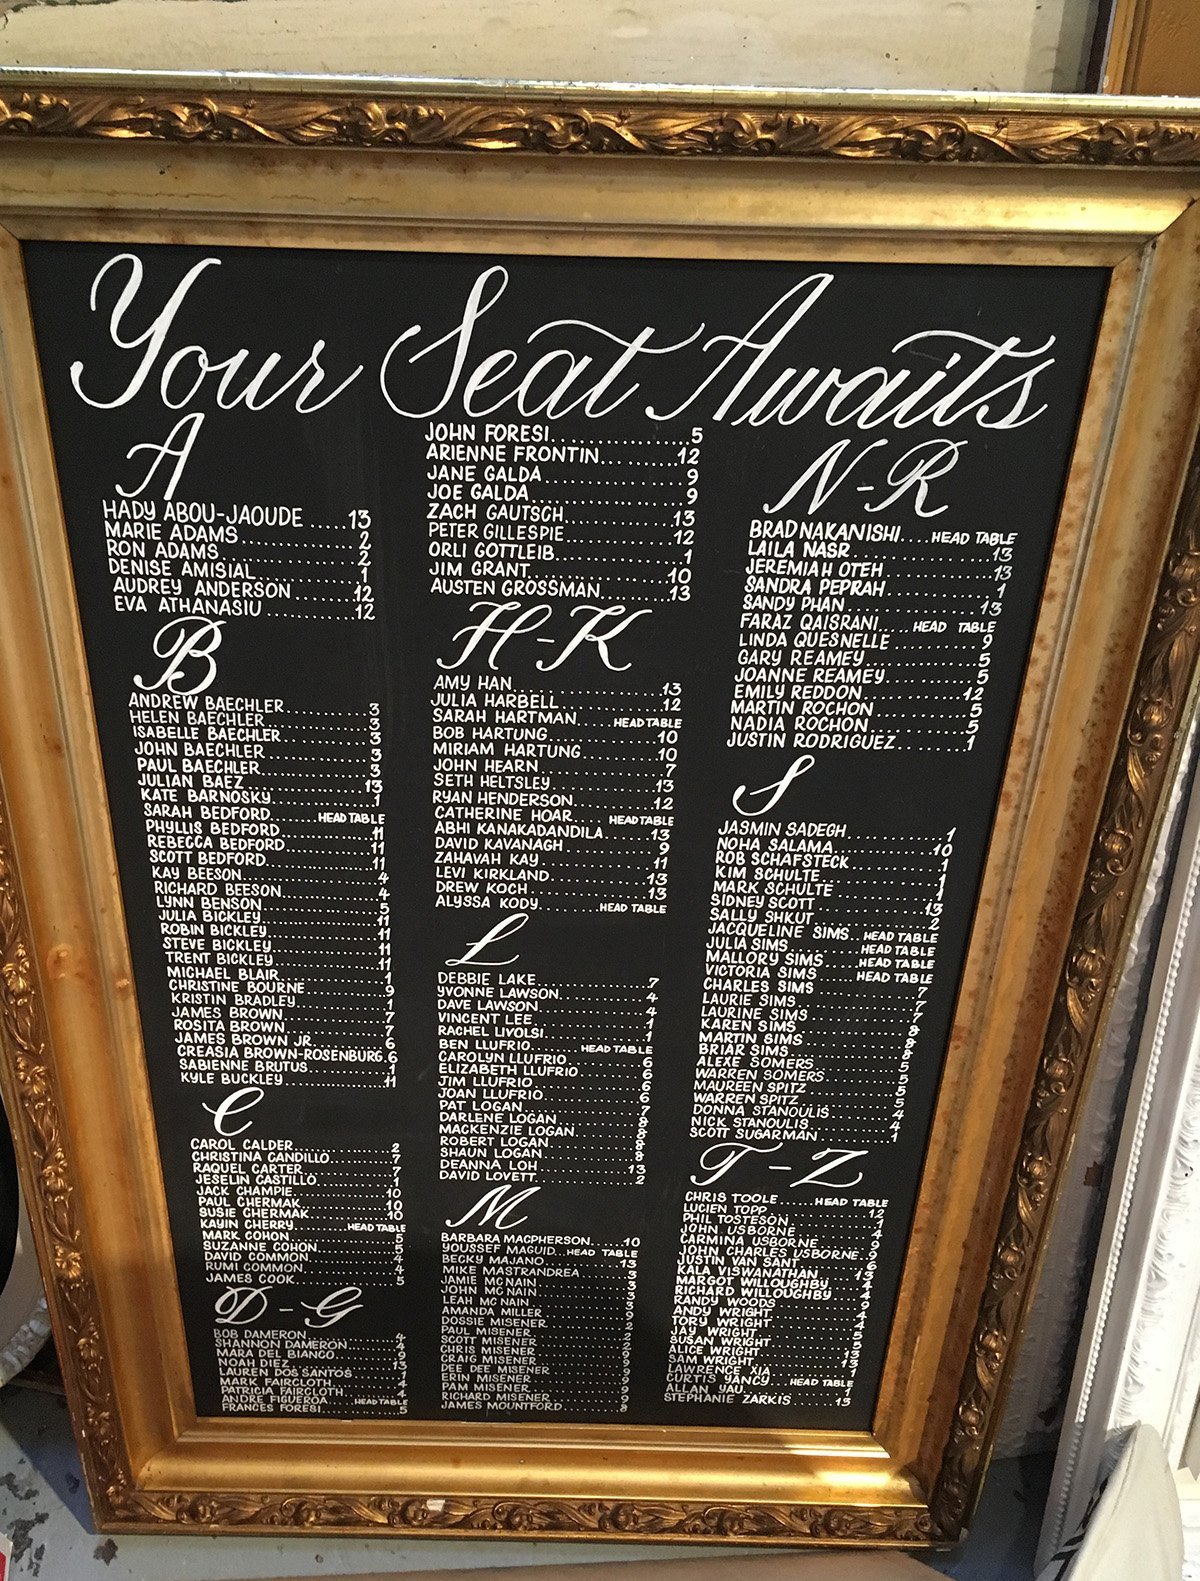 Your Seat Awaits
A
HADY ABOU-JAOUDE.....13
MARIE ADAMS..............2
RON ADAMS................2
DENISE AMISIAL............1
AUDREY ANDERSON........12
EVA ATHANASIU............12
B
ANDREW BAECHLER............3
HELEN BAECHLER..............3
ISABELLE BAECHLER...........3
JOHN BAECHLER...............3
PAUL BAECHLER...............3
JULIAN BAEZ.................13
KATE BARNOSKY..............1
SARAH BEDFORD........HEAD TABLE
PHYLLIS BEDFORD............11
REBECCA BEDFORD...........11
SCOTT BEDFORD..............11
KAY BEESON..................4
RICHARD BEESON.............4
LYNN BENSON................5
JULIA BICKLEY...............11
ROBIN BICKLEY..............11
STEVE BICKLEY..............11
TRENT BICKLEY..............11
MICHAEL BLAIR..............1
CHRISTINE BOURNE..........9
KRISTIN BRADLEY............1
JAMES BROWN................7
ROSITA BROWN...............7
JAMES BROWN JR.............6
CREASIA BROWN-ROSENBURG.6
SABIENNE BRUTUS...........1
KYLE BUCKLEY..............11
C
CAROL CALDER..............2
CHRISTINA CANDILLO........7
RAQUEL CARTER.............7
JESELIN CASTILLO..........1
JACK CHAMPIE.............10
PAUL CHERMAK.............10
SUSIE CHERMAK............10
KAYIN CHERRY........HEAD TABLE
MARK COHON................5
SUZANNE COHON.............5
DAVID COMMON..............4
RUMI COMMON...............4
JAMES COOK................5
D-G
BOB DAMERON...............4
SHANNON DAMERON...........4
MARA DEL BIANCO...........9
NOAH DIEZ................13
LAUREN DOS SANTOS.........1
MARK FAIRCLOTH............4
PATRICIA FAIRCLOTH........4
ANDRE FIGUEROA......HEAD TABLE
FRANCES FORESI............5
JOHN FORESI.................5
ARIENNE FRONTIN...........12
JANE GALDA.................9
JOE GALDA..................9
ZACH GAUTSCH..............13
PETER GILLESPIE...........12
ORLI GOTTLEIB..............1
JIM GRANT.................10
AUSTEN GROSSMAN..........13
H-K
AMY HAN..................13
JULIA HARBELL............12
SARAH HARTMAN.....HEAD TABLE
BOB HARTUNG..............10
MIRIAM HARTUNG...........10
JOHN HEARN................7
SETH HELTSLEY............13
RYAN HENDERSON...........12
CATHERINE HOAR.....HEAD TABLE
ABHI KANAKADANDILA.......13
DAVID KAVANAGH............9
ZAHAVAH KAY..............11
LEVI KIRKLAND............13
DREW KOCH................13
ALYSSA KODY........HEAD TABLE
L
DEBBIE LAKE...............7
YVONNE LAWSON.............4
DAVE LAWSON...............4
VINCENT LEE...............1
RACHEL LIVOLSI............1
BEN LLUFRIO........HEAD TABLE
CAROLYN LLUFRIO...........6
ELIZABETH LLUFRIO.........6
JIM LLUFRIO...............6
JOAN LLUFRIO..............6
PAT LOGAN.................7
DARLENE LOGAN.............8
MACKENZIE LOGAN...........8
ROBERT LOGAN..............8
SHAUN LOGAN...............8
DEANNA LOH...............13
DAVID LOVETT..............2
M
BARBARA MACPHERSON.....10
YOUSSEF MAGUID...HEAD TABLE
BECKY MAJANO.............13
MIKE MASTRANDREA..........3
JAMIE MCNAIN..............3
JOHN MCNAIN...............3
LEAH MCNAIN...............3
AMANDA MILLER.............9
DOSSIE MISENER............2
PAUL MISENER..............2
SCOTT MISENER.............2
CHRIS MISENER.............2
CRAIG MISENER.............9
DEE DEE MISENER...........9
ERIN MISENER..............9
PAM MISENER...............9
RICHARD MISENER...........9
JAMES MOUNTFORD...........8
N-R
BRAD NAKANISHI....HEAD TABLE
LAILA NASR...............13
JEREMIAH OTEH............13
SANDRA PEPRAH.............1
SANDY PHAN...............13
FARAZ QAISRANI....HEAD TABLE
LINDA QUESNELLE...........9
GARY REAMEY...............5
JOANNE REAMEY.............5
EMILY REDDON.............12
MARTIN ROCHON.............5
NADIA ROCHON..............5
JUSTIN RODRIGUEZ..........1
S
JASMIN SADEGH.............1
NOHA SALAMA..............10
ROB SCHAFSTECK............1
KIM SCHULTE...............1
MARK SCHULTE..............1
SIDNEY SCOTT.............13
SALLY SHKUT...............2
JACQUELINE SIMS..HEAD TABLE
JULIA SIMS.........HEAD TABLE
MALLORY SIMS.......HEAD TABLE
VICTORIA SIMS......HEAD TABLE
CHARLES SIMS..............7
LAURIE SIMS...............7
LAURINE SIMS..............7
KAREN SIMS................8
MARTIN SIMS...............8
BRIAR SIMS................8
ALEXE SOMERS..............5
WARREN SOMERS.............5
MAUREEN SPITZ.............5
WARREN SPITZ..............5
DONNA STANOULIS...........4
NICK STANOULIS............4
SCOTT SUGARMAN............1
T-Z
CHRIS TOOLE.....HEAD TABLE
LUCIEN TOPP..............12
PHIL TOSTESON.............1
JOHN USBORNE..............4
CARMINA USBORNE...........9
JOHN CHARLES USBORNE.9
JUSTIN VAN SANT...........6
KALA VISWANATHAN.........13
MARGOT WILLOUGHBY.........4
RICHARD WILLOUGHBY........4
RANDY WOODS...............9
ANDY WRIGHT...............4
TORY WRIGHT...............4
JAY WRIGHT................5
SUSAN WRIGHT..............5
ALICE WRIGHT.............13
SAM WRIGHT...............13
LAWRENCE XIA..............1
CURTIS YANCY....HEAD TABLE
ALLAN YAU.................1
STEPHANIE ZARKIS.......13